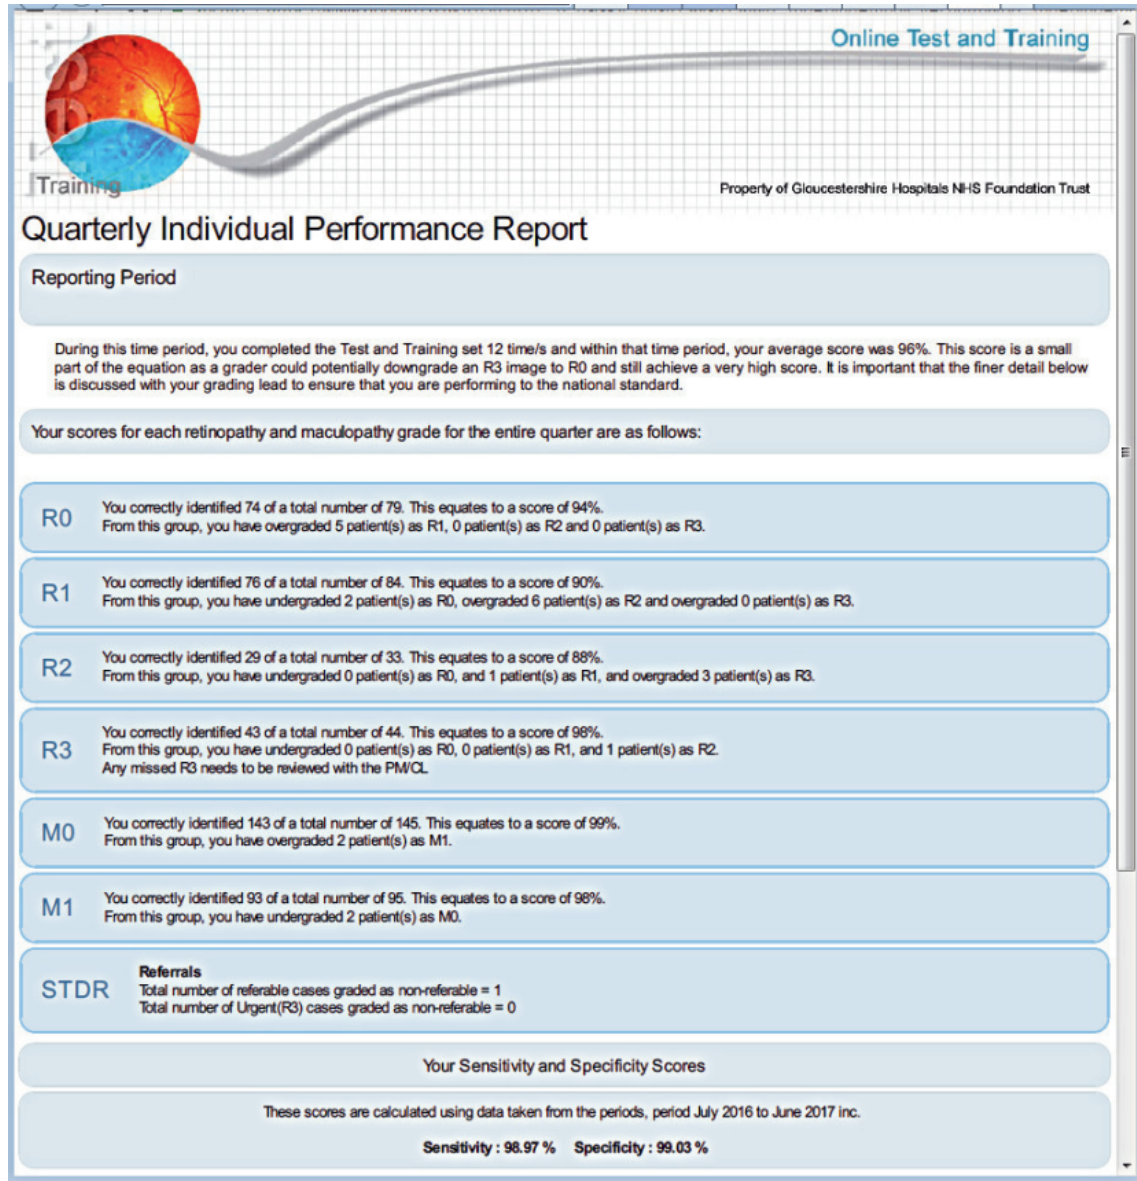 Online Test and Training
Test
Training
Property of Gloucestershire Hospitals NHS Foundation Trust
Quarterly Individual Performance Report
Reporting Period
During this time period, you completed the Test and Training set 12 time/s and within that time period, your average score was 96%. This score is a small
part of the equation as a grader could potentially downgrade an R3 image to R0 and still achieve a very high score. It is important that the finer detail below
is discussed with your grading lead to ensure that you are performing to the national standard.
Your scores for each retinopathy and maculopathy grade for the entire quarter are as follows:
R0
You correctly identified 74 of a total number of 79. This equates to a score of 94%.
From this group, you have overgraded 5 patient(s) as R1, 0 patient(s) as R2 and 0 patient(s) as R3.
R1
You correctly identified 76 of a total number of 84. This equates to a score of 90%.
From this group, you have undergraded 2 patient(s) as R0, overgraded 6 patient(s) as R2 and overgraded 0 patient(s) as R3.
R2
You correctly identified 29 of a total number of 33. This equates to a score of 88%.
From this group, you have undergraded 0 patient(s) as R0, and 1 patient(s) as R1, and overgraded 3 patient(s) as R3.
R3
You correctly identified 43 of a total number of 44. This equates to a score of 98%.
From this group, you have undergraded 0 patient(s) as R0, 0 patient(s) as R1, and 1 patient(s) as R2.
Any missed R3 needs to be reviewed with the PM/CL
M0
You correctly identified 143 of a total number of 145. This equates to a score of 99%.
From this group, you have overgraded 2 patient(s) as M1.
M1
You correctly identified 93 of a total number of 95. This equates to a score of 98%.
From this group, you have undergraded 2 patient(s) as M0.
STDR
Referrals
Total number of referable cases graded as non-referable = 1
Total number of Urgent(R3) cases graded as non-referable = 0
Your Sensitivity and Specificity Scores
These scores are calculated using data taken from the periods, period July 2016 to June 2017 inc.
Sensitivity : 98.97 % Specificity : 99.03 %